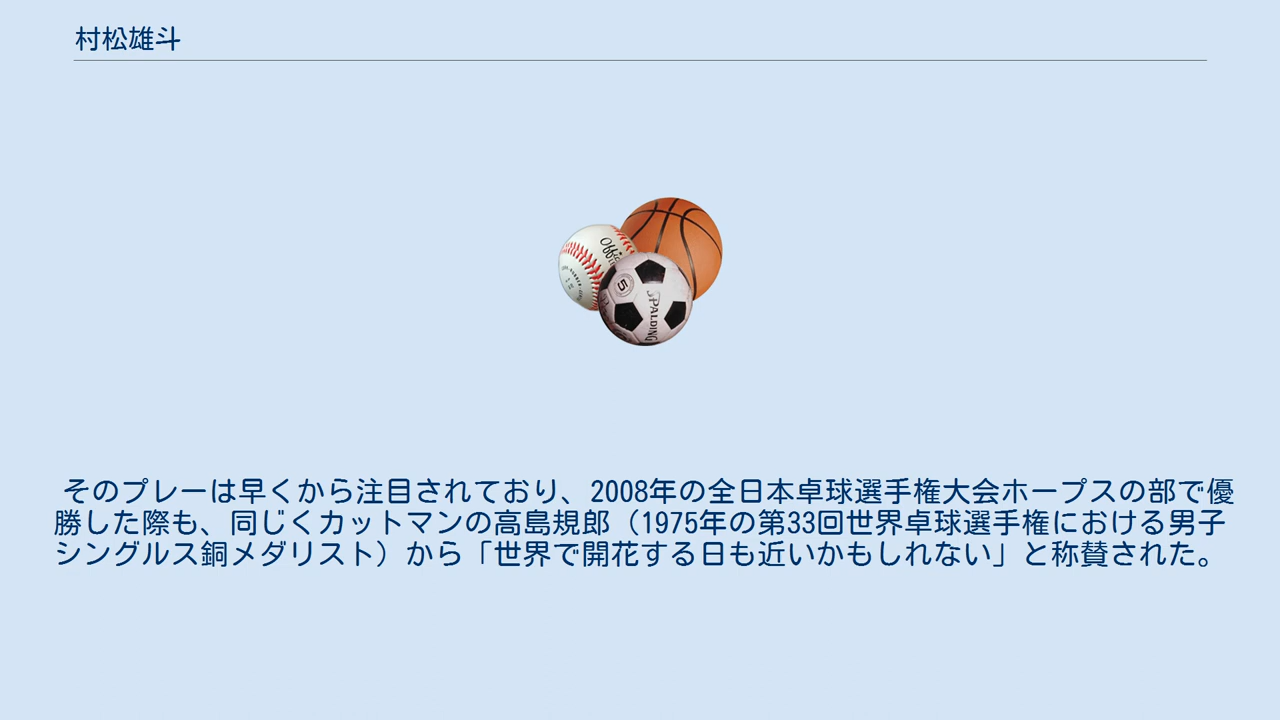 村松雄斗
Offic
5
SPALDING
そのプレーは早くから注目されており、2008年の全日本卓球選手権大会ホープスの部で優
勝した際も、同じくカットマンの高島規郎（1975年の第33回世界卓球選手権における男子
シングルス銅メダリスト）から「世界で開花する日も近いかもしれない」と称賛された。